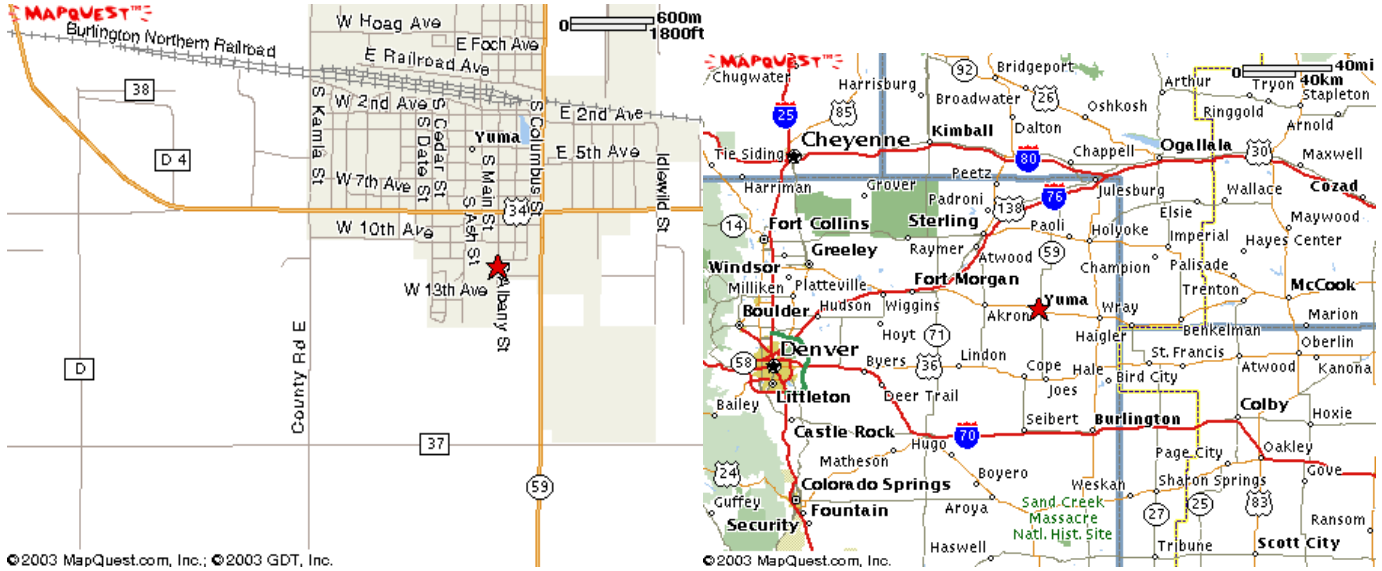 MAPQUEST™
Burlington Northern Railroad
W Hoag Ave
E Foch Ave
0 600m
1800ft
E Railroad Ave
38
S Kamla St
W 2nd Ave
S Cedar St
S Date St
Yuma
S Main St
S Columbus St
E 2nd Ave
D 4
E 5th Ave
Idlewild St
W 7th Ave
34
S Ash St
W 10th Ave
W 13th Ave
Albany St
D
County Rd E
37
59
©2003 MapQuest.com, Inc.; ©2003 GDT, Inc.
MAPQUEST™
Chugwater
Harrisburg
92
Bridgeport
Arthur
0 40mi
40km
Tryon
Stapleton
25
85
Broadwater
26
Oshkosh
Ringgold
Arnold
Cheyenne
Kimball
Dalton
Tie Siding
80
Chappell
Ogallala
30
Maxwell
Harriman
Grover
Peetz
76
Julesburg
Wallace
Cozad
14
Fort Collins
Sterling
Padroni
138
Paoli
Elsie
Maywood
Greeley
Raymer
Atwood
59
Holyoke
Imperial
Hayes Center
Windsor
Milliken
Platteville
Fort Morgan
Champion
Palisade
Boulder
Hudson
Wiggins
Akron
Yuma
Wray
Trenton
McCook
Hoyt
71
Haigler
Benkelman
Marion
58
Denver
Byers
36
Lindon
Cope
Hale
St. Francis
Oberlin
Littleton
Deer Trail
Joes
Bird City
Atwood
Kanona
Bailey
Castle Rock
70
Seibert
Burlington
Colby
Hoxie
Hugo
Matheson
Page City
Oakley
24
Colorado Springs
Boyero
Weskan
Sharon Springs
Gove
Guffey
Fountain
Aroya
Sand Creek
Massacre
Natl. Hist. Site
27
25
83
Ransom
Security
Haswell
Tribune
Scott City
©2003 MapQuest.com, Inc.